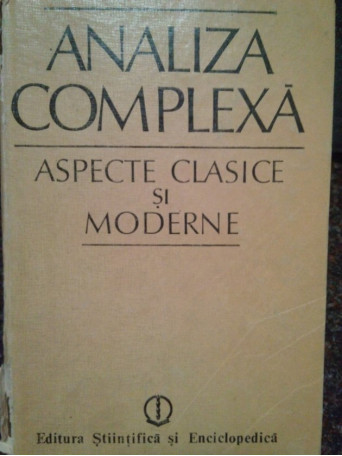 ANALIZA
COMPLEXĂ
ASPECTE CLASICE
ȘI
MODERNE
Editura Științifică și Enciclopedică